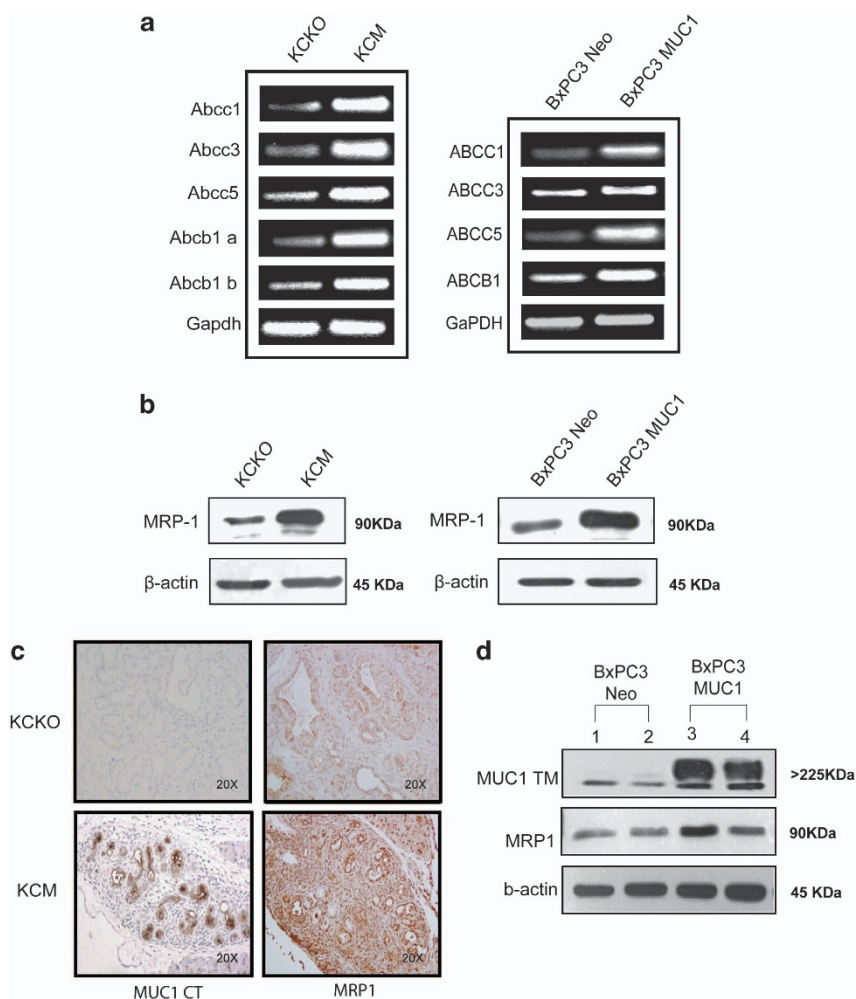 a
KCKO
KCM
Abcc1
Abcc3
Abcc5
Abcb1 a
Abcb1 b
Gapdh
BxPC3 Neo
BxPC3 MUC1
ABCC1
ABCC3
ABCC5
ABCB1
GaPDH
b
KCKO
KCM
MRP-1
90KDa
β-actin
45 KDa
BxPC3 Neo
BxPC3 MUC1
MRP-1
90KDa
β-actin
45 KDa
c
KCKO
20X
20X
KCM
20X
20X
MUC1 CT
MRP1
d
BxPC3
Neo
BxPC3
MUC1
1
2
3
4
MUC1 TM
>225KDa
MRP1
90KDa
b-actin
45 KDa